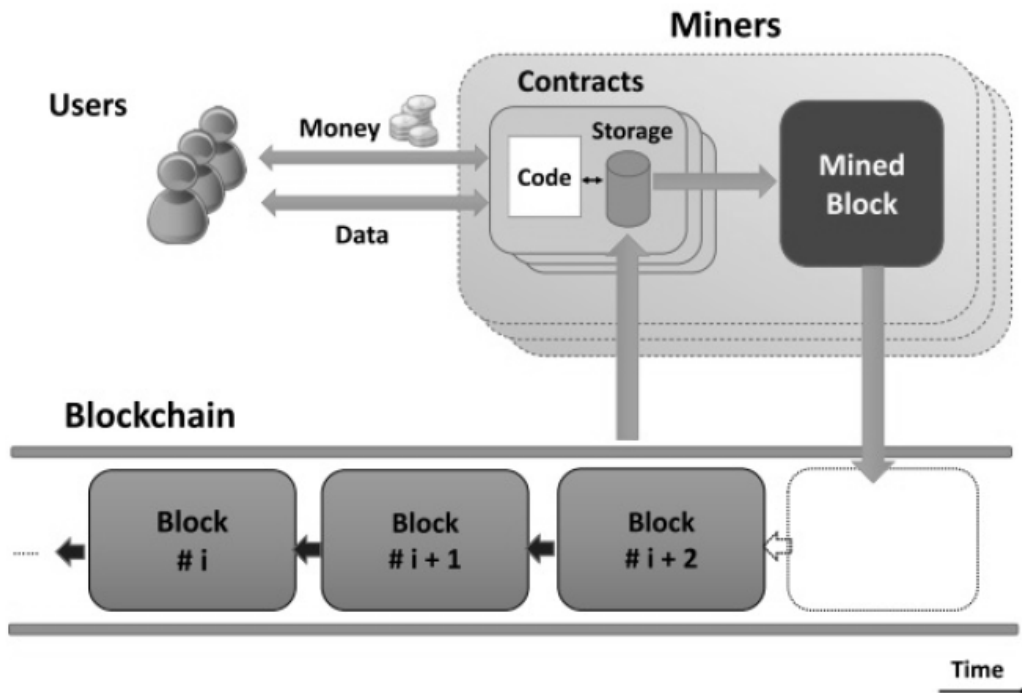 Miners
Contracts
Users
Money
Storage
Code
Mined
Block
Data
Blockchain
Block
# i
Block
# i + 1
Block
# i + 2
......
Time